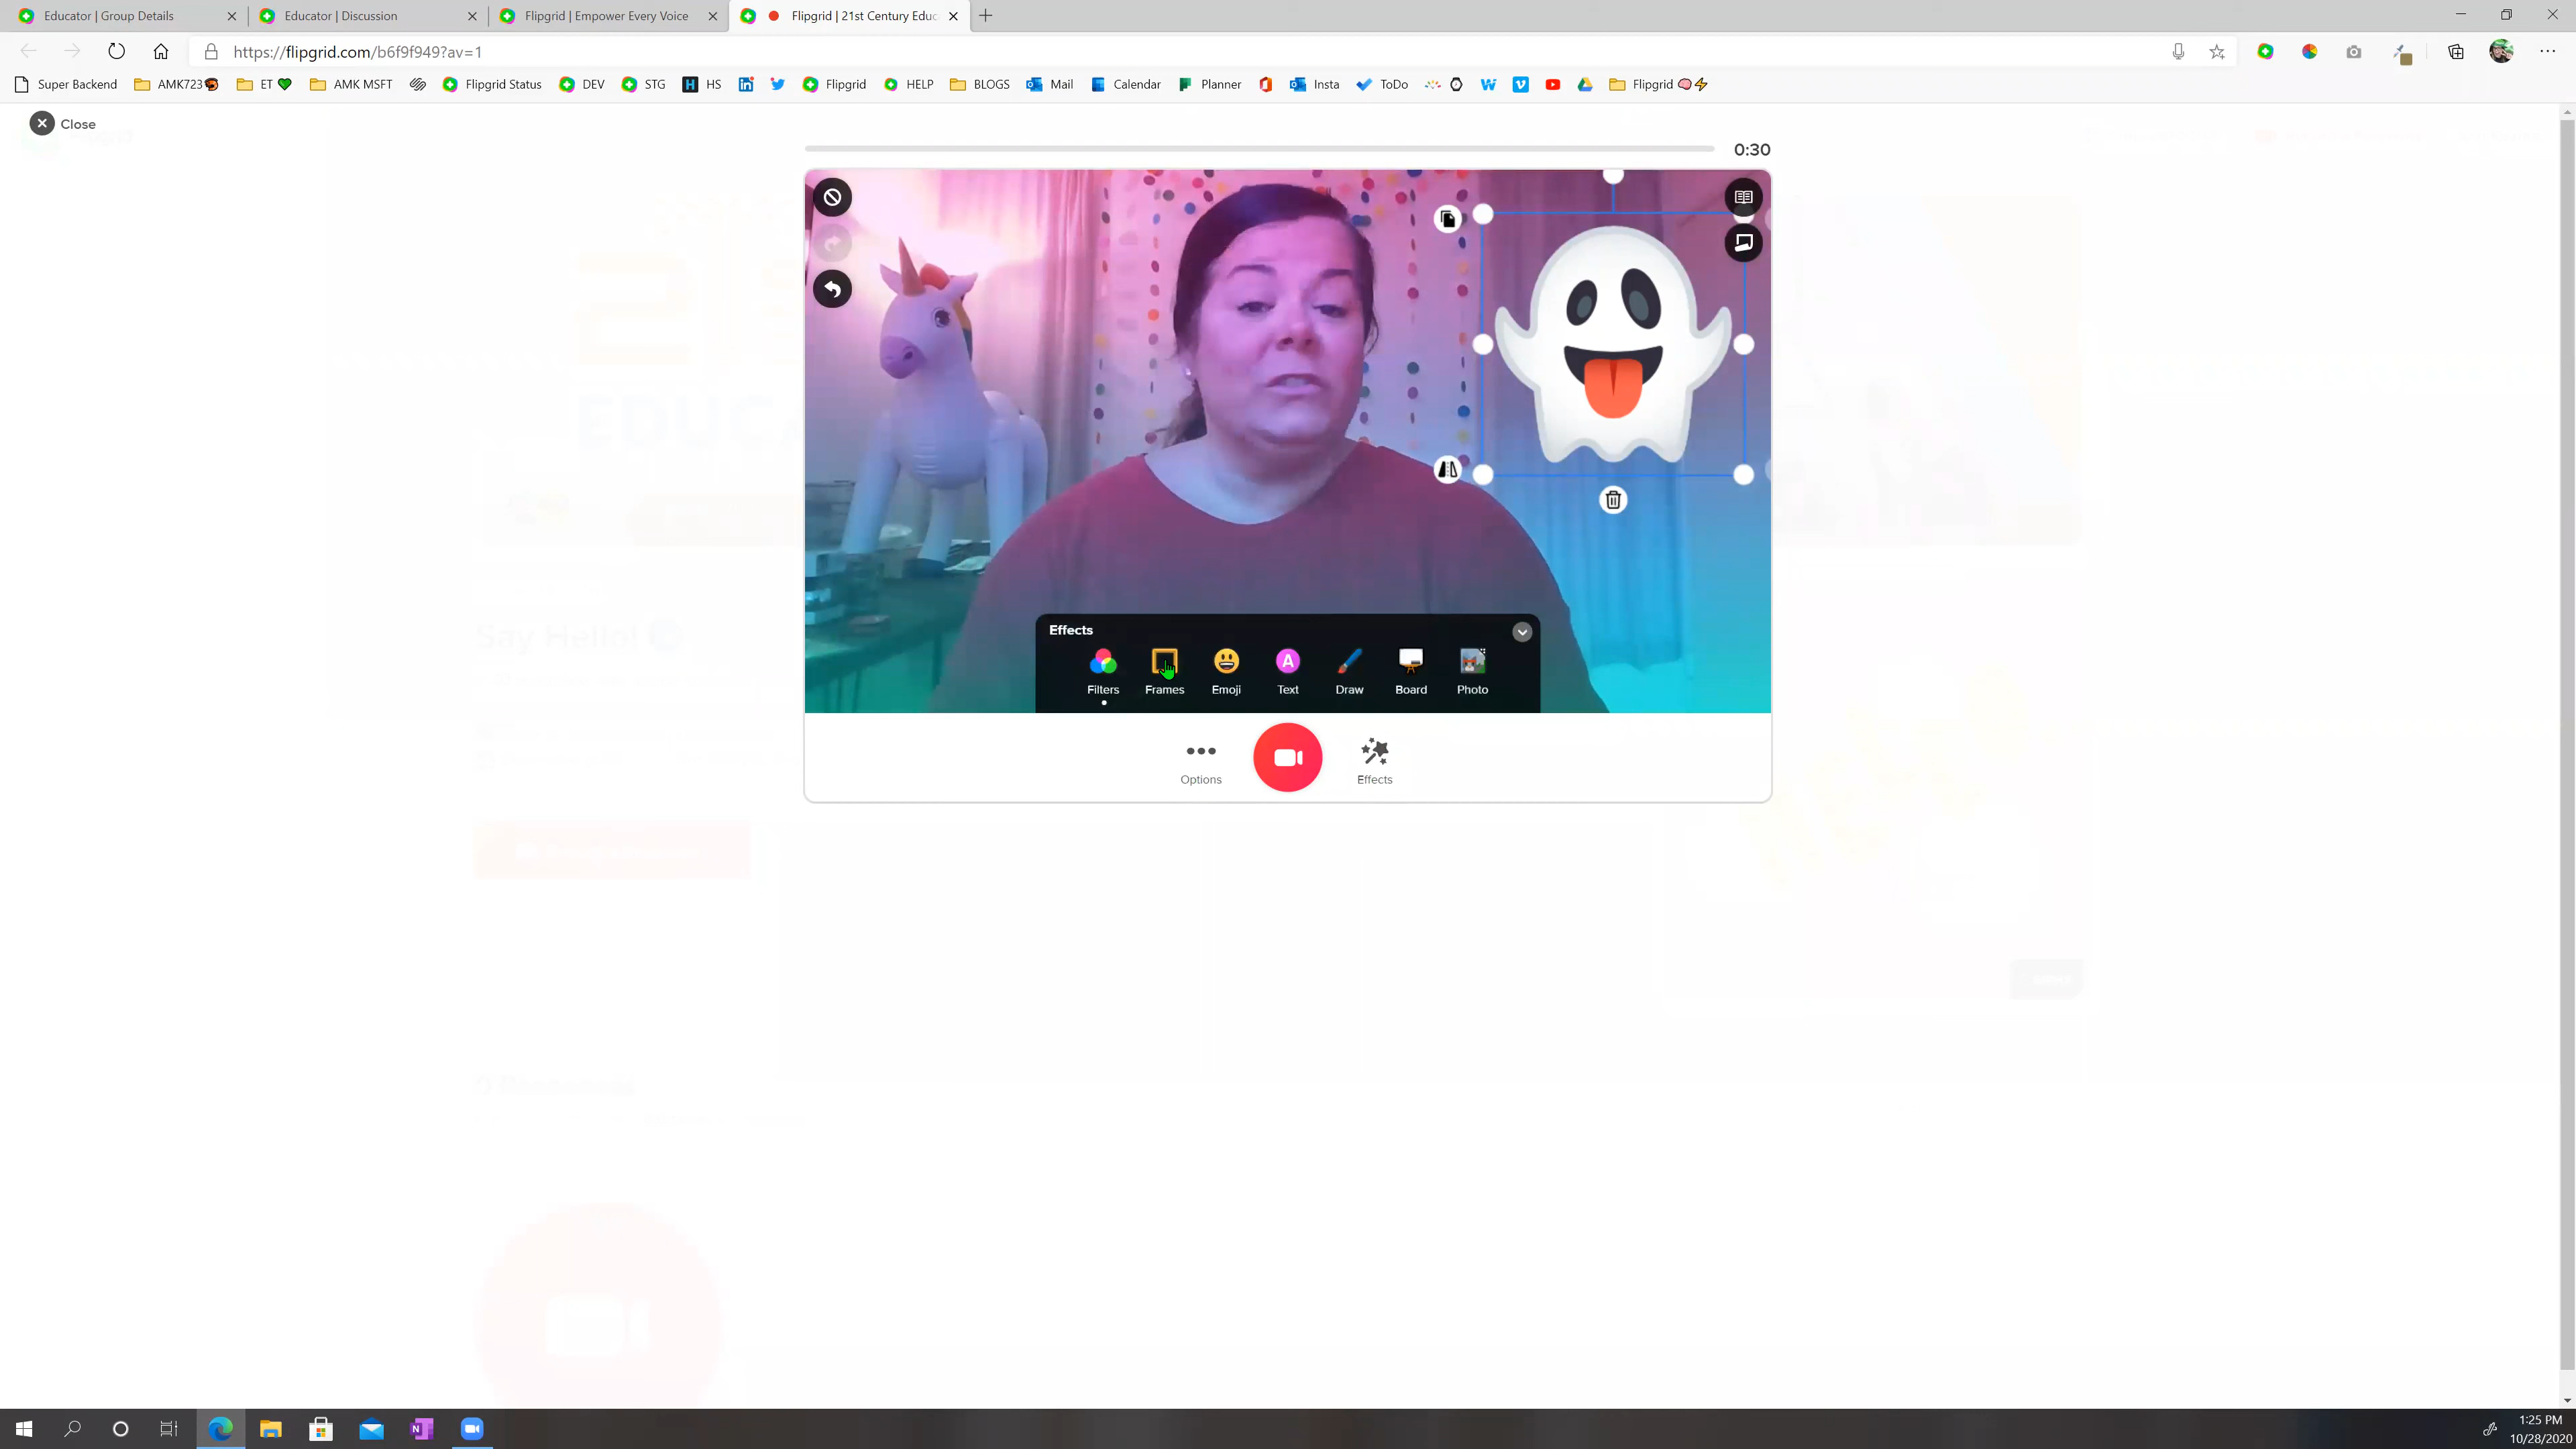 Educator | Group Details
Educator | Discussion
Flipgrid | Empower Every Voice
Flipgrid | 21st Century Educ
https://flipgrid.com/b6f9f949?av=1
Super Backend
AMK723
ET
AMK MSFT
Flipgrid Status
DEV
STG
H
HS
Flipgrid
HELP
BLOGS
Mail
Calendar
Planner
Insta
ToDo
Flipgrid
Close
0:30
EDUCA
Say Hello!
Effects
A
Filters
Frames
Emoji
Text
Draw
Board
Photo
Options
Effects
N
1:25 PM
10/28/2020